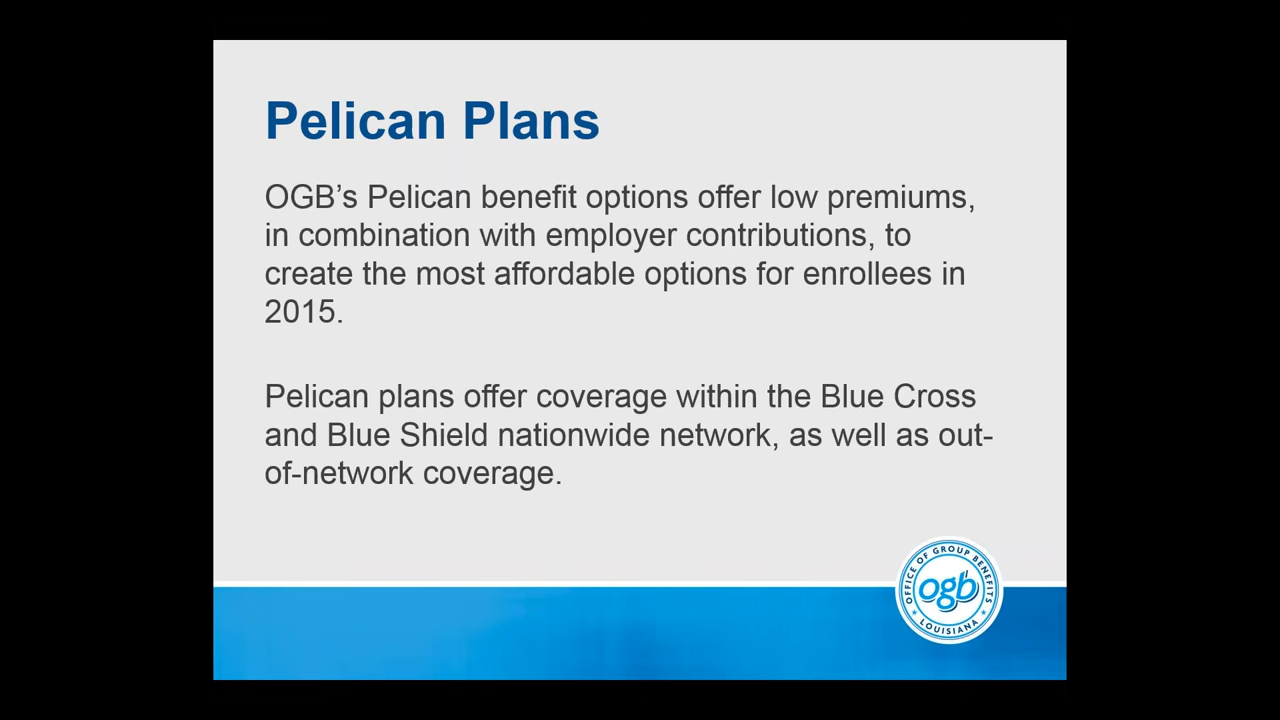 Pelican Plans
OGB’s Pelican benefit options offer low premiums,
in combination with employer contributions, to
create the most affordable options for enrollees in
2015.
Pelican plans offer coverage within the Blue Cross
and Blue Shield nationwide network, as well as out-
of-network coverage.
OFFICE OF GROUP BENEFITS
ogb
LOUISIANA